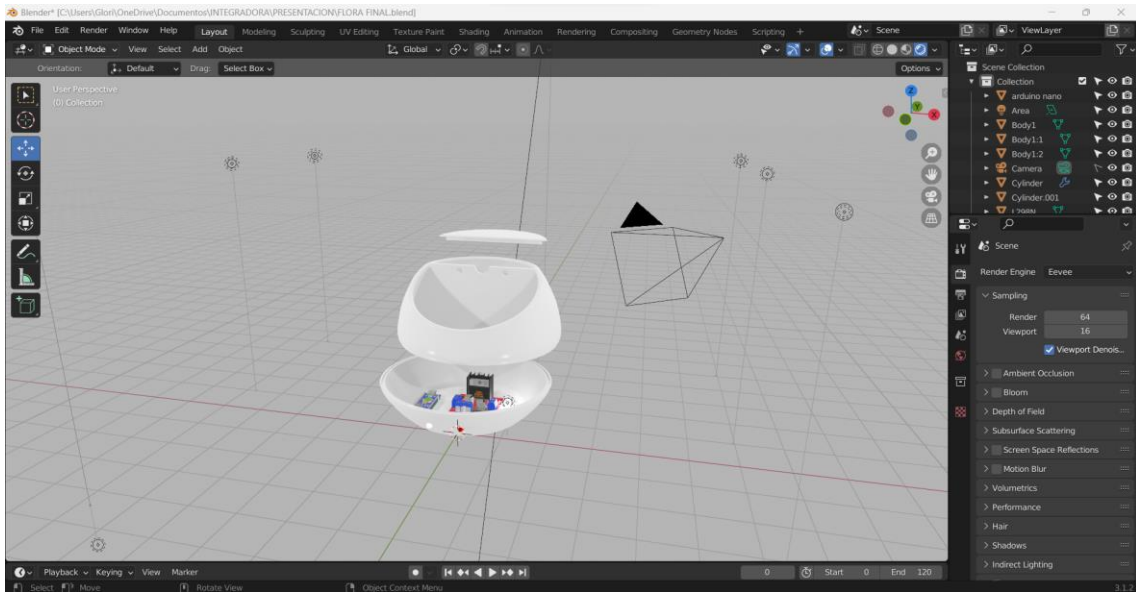 Blender* [C:\Users\Glori\OneDrive\Documentos\INTEGRADORA\PRESENTACION\FLORA FINAL.blend]
File Edit Render Window Help Layout Modeling Sculpting UV Editing Texture Paint Shading Animation Rendering Compositing Geometry Nodes Scripting + Scene ViewLayer
Object Mode View Select Add Object Global
Orientation: Default Drag: Select Box Options
User Perspective
(0) Collection
Z
Y
X
Scene Collection
Collection
arduino nano
Area
Body1
Body1:1
Body1:2
Camera
Cylinder
Cylinder.001
L298N
Scene
Render Engine Eevee
Sampling
Render 64
Viewport 16
Viewport Denois...
Ambient Occlusion
Bloom
Depth of Field
Subsurface Scattering
Screen Space Reflections
Motion Blur
Volumetrics
Performance
Hair
Shadows
Indirect Lighting
Playback Keying View Marker 0 Start 0 End 120
Select Move Rotate View Object Context Menu 3.1.2